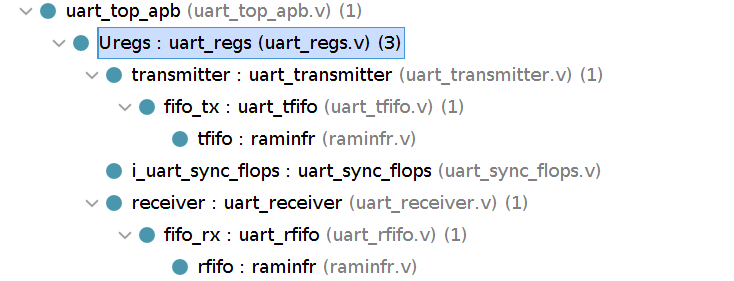 uart_top_apb (uart_top_apb.v) (1)
Uregs : uart_regs (uart_regs.v) (3)
transmitter : uart_transmitter (uart_transmitter.v) (1)
fifo_tx : uart_tfifo (uart_tfifo.v) (1)
tfifo : raminfr (raminfr.v)
i_uart_sync_flops : uart_sync_flops (uart_sync_flops.v)
receiver : uart_receiver (uart_receiver.v) (1)
fifo_rx : uart_rfifo (uart_rfifo.v) (1)
rfifo : raminfr (raminfr.v)